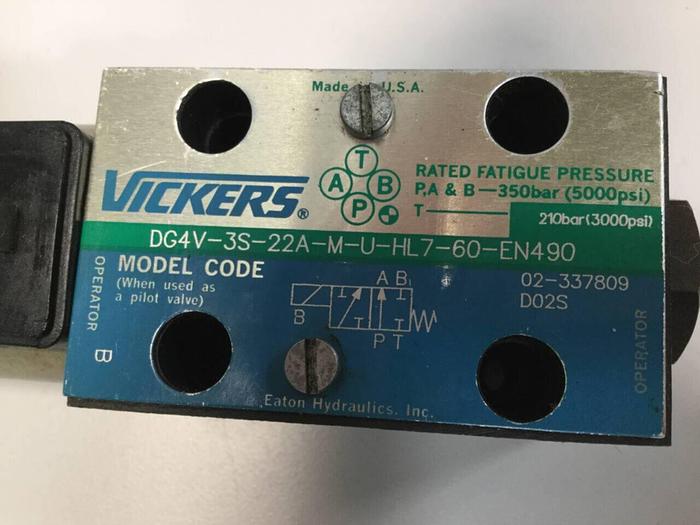 Made in U.S.A.
VICKERS®
T
A B
P
RATED FATIGUE PRESSURE
P,A & B—350bar (5000psi)
T— 210bar (3000psi)
DG4V-3S-22A-M-U-HL7-60-EN490
MODEL CODE
(When used as
a pilot valve)
02-337809
D02S
A B
B
P T
OPERATOR B
OPERATOR
Eaton Hydraulics, Inc.